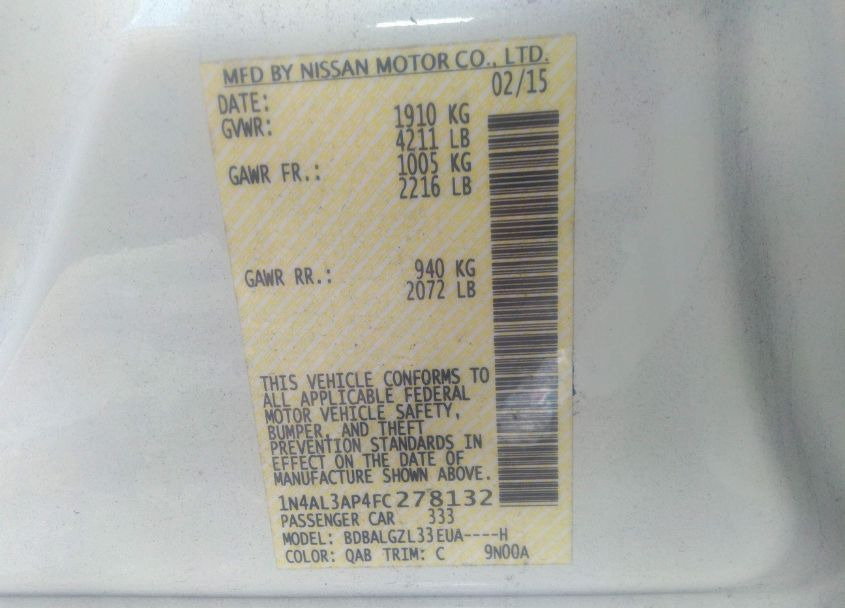 MFD BY NISSAN MOTOR CO., LTD.
DATE: 02/15
GVWR: 1910 KG
4211 LB
GAWR FR.: 1005 KG
2216 LB
GAWR RR.: 940 KG
2072 LB
THIS VEHICLE CONFORMS TO
ALL APPLICABLE FEDERAL
MOTOR VEHICLE SAFETY,
BUMPER, AND THEFT
PREVENTION STANDARDS IN
EFFECT ON THE DATE OF
MANUFACTURE SHOWN ABOVE.
1N4AL3AP4FC278132
PASSENGER CAR 333
MODEL: BDBALGZL33EUA----H
COLOR: QAB TRIM: C 9N00A